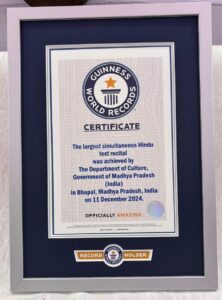 GUINNESS
WORLD RECORDS
CERTIFICATE
The largest simultaneous Hindu
text recital
was achieved by
The Department of Culture,
Government of Madhya Pradesh
(India)
in Bhopal, Madhya Pradesh, India
on 11 December 2024.
OFFICIALLY AMAZING
RECORD HOLDER